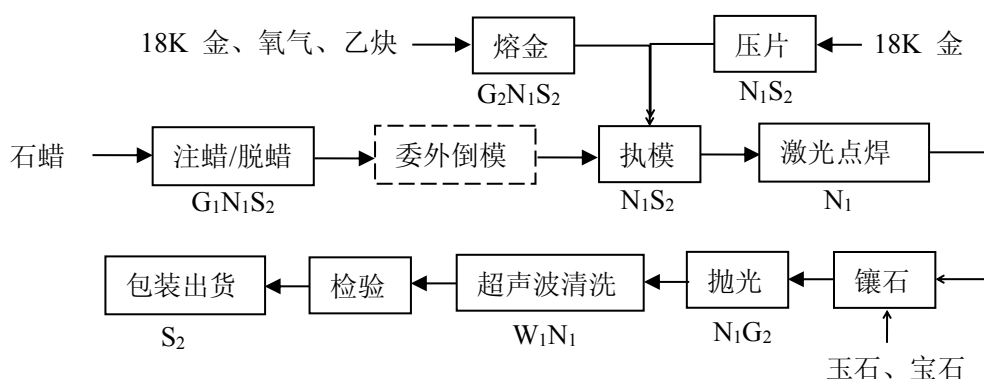 18K 金、氧气、乙炔 熔金 压片 18K 金
G₂N₁S₂ N₁S₂
石蜡 注蜡/脱蜡 委外倒模 执模 激光点焊
G₁N₁S₂ N₁S₂ N₁
包装出货 检验 超声波清洗 抛光 镶石
S₂ W₁N₁ N₁G₂
玉石、宝石